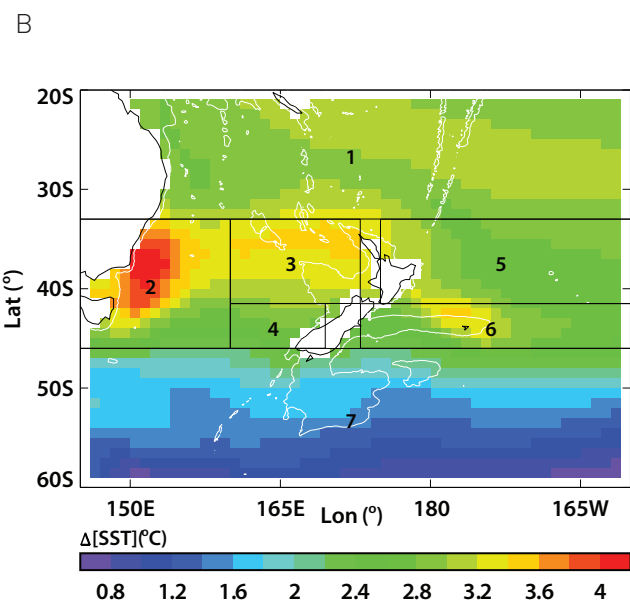 B
20S
30S
40S
50S
60S
Lat (°)
1
2
3
4
5
6
7
150E
165E
180
165W
Lon (°)
Δ[SST](°C)
0.8 1.2 1.6 2 2.4 2.8 3.2 3.6 4